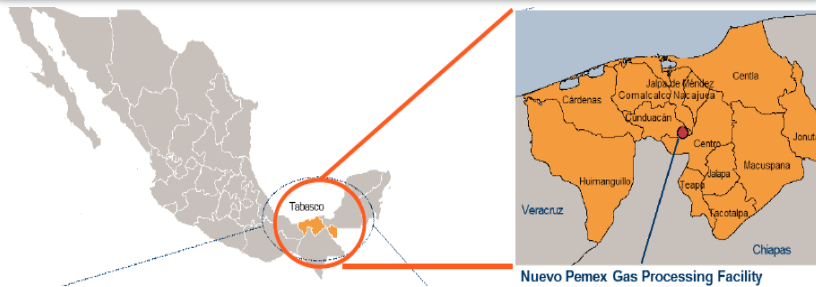 Tabasco
Centla
Jalpa de Méndez
Comalcalco Nacajuca
Cárdenas
Cunduacán
Centro
Jonuta
Macuspana
Jalapa
Humanguillo
Teapa
Tacotalpa
Veracruz
Chiapas
Nuevo Pemex Gas Processing Facility